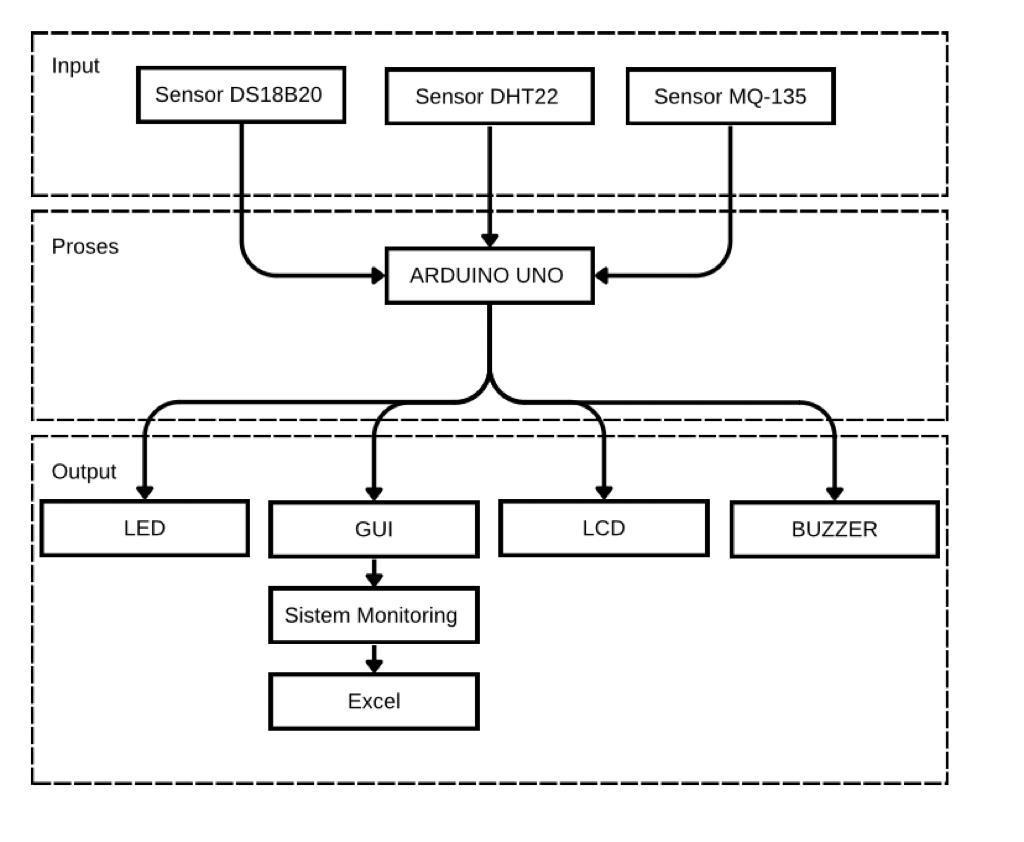 Input
Sensor DS18B20
Sensor DHT22
Sensor MQ-135
Proses
ARDUINO UNO
Output
LED
GUI
LCD
BUZZER
Sistem Monitoring
Excel